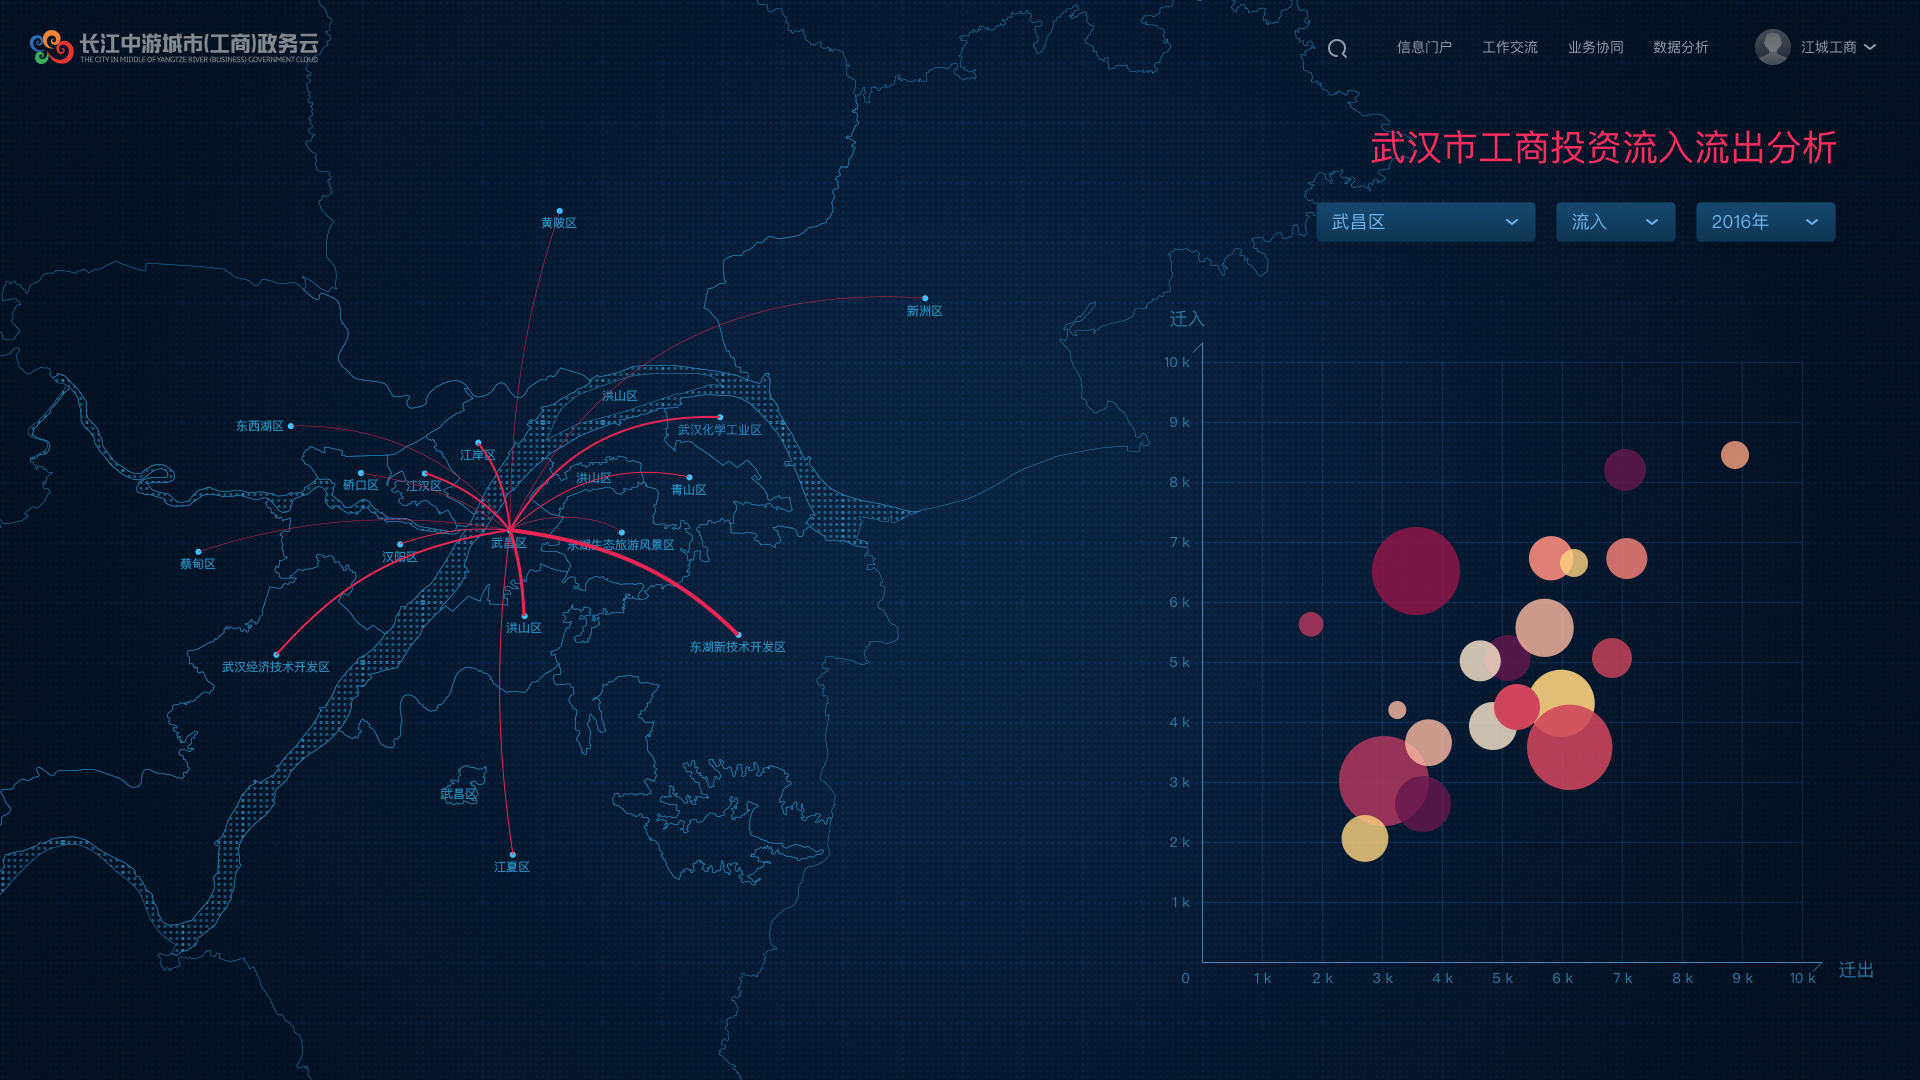 长江中游城市(工商)政务云
THE CITY IN MIDDLE OF YANGTZE RIVER (BUSINESS) GOVERNMENT CLOUD
信息门户 工作交流 业务协同 数据分析 江城工商
武汉市工商投资流入流出分析
武昌区 流入 2016年
黄陂区
新洲区
洪山区
东西湖区
武汉化学工业区
江岸区
硚口区
江汉区
洪山区
青山区
武昌区
东湖生态旅游风景区
汉阳区
蔡甸区
洪山区
东湖新技术开发区
武汉经济技术开发区
武昌区
江夏区
迁入
10 k
9 k
8 k
7 k
6 k
5 k
4 k
3 k
2 k
1 k
0 1 k 2 k 3 k 4 k 5 k 6 k 7 k 8 k 9 k 10 k
迁出